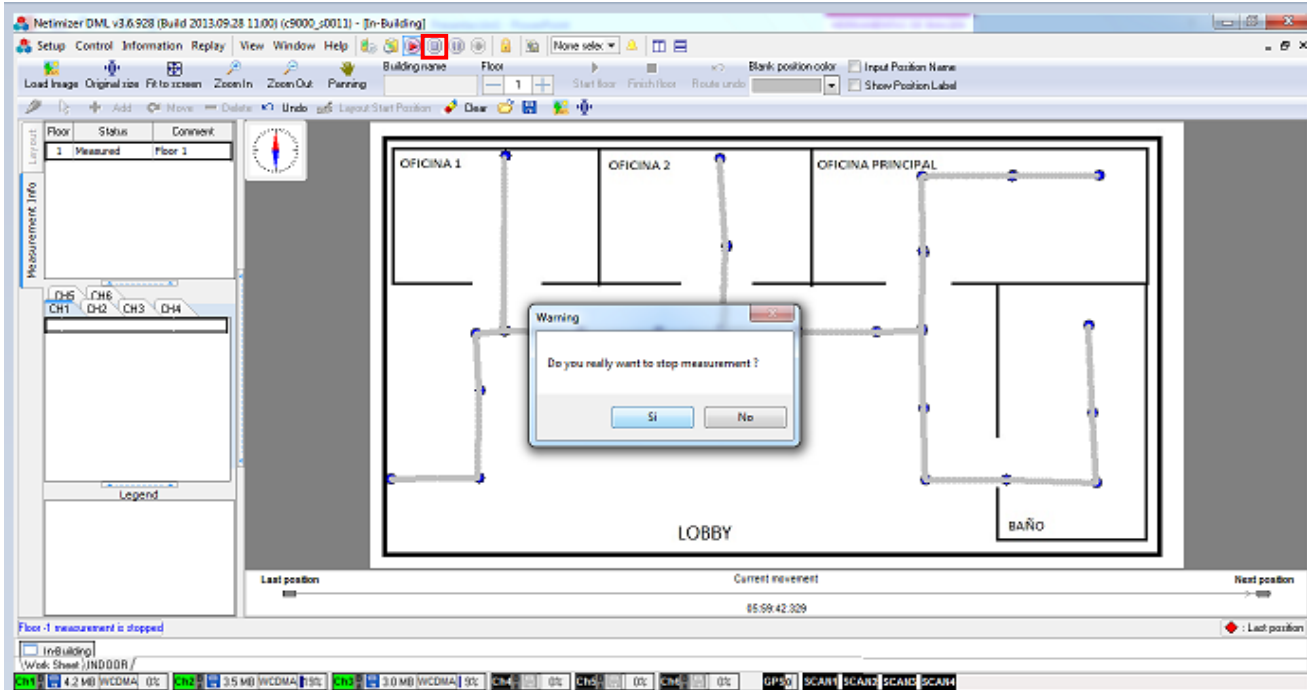 Netimizer DML v3.6.928 (Build 2013.09.28 11:00) (c9000_s0011) - [In-Building]
Setup Control Information Replay View Window Help None selec
Load Image Original size Fit to screen Zoom In Zoom Out Panning Building name Floor 1 Start floor Finish floor Route undo Blank position color Input Position Name
Show Position Label
Add Move Delete Undo Layout Start Position Clear
Layout
Measurement Info
Floor Status Comment
1 Measured Floor 1
CH5 CH6
CH1 CH2 CH3 CH4
Legend
OFICINA 1
OFICINA 2
OFICINA PRINCIPAL
Warning
Do you really want to stop measurement ?
Si No
LOBBY
BAÑO
Last position Current movement Next position
05:59:42.329
Floor -1 measurement is stopped : Last position
In-Building
Work Sheet INDOOR
Ch1 4.2 MB WCDMA 0% Ch2 3.5 MB WCDMA 19% Ch3 3.0 MB WCDMA 9% Ch4 0% Ch5 0% Ch6 0% GPS SCAN1 SCAN2 SCAN3 SCAN4